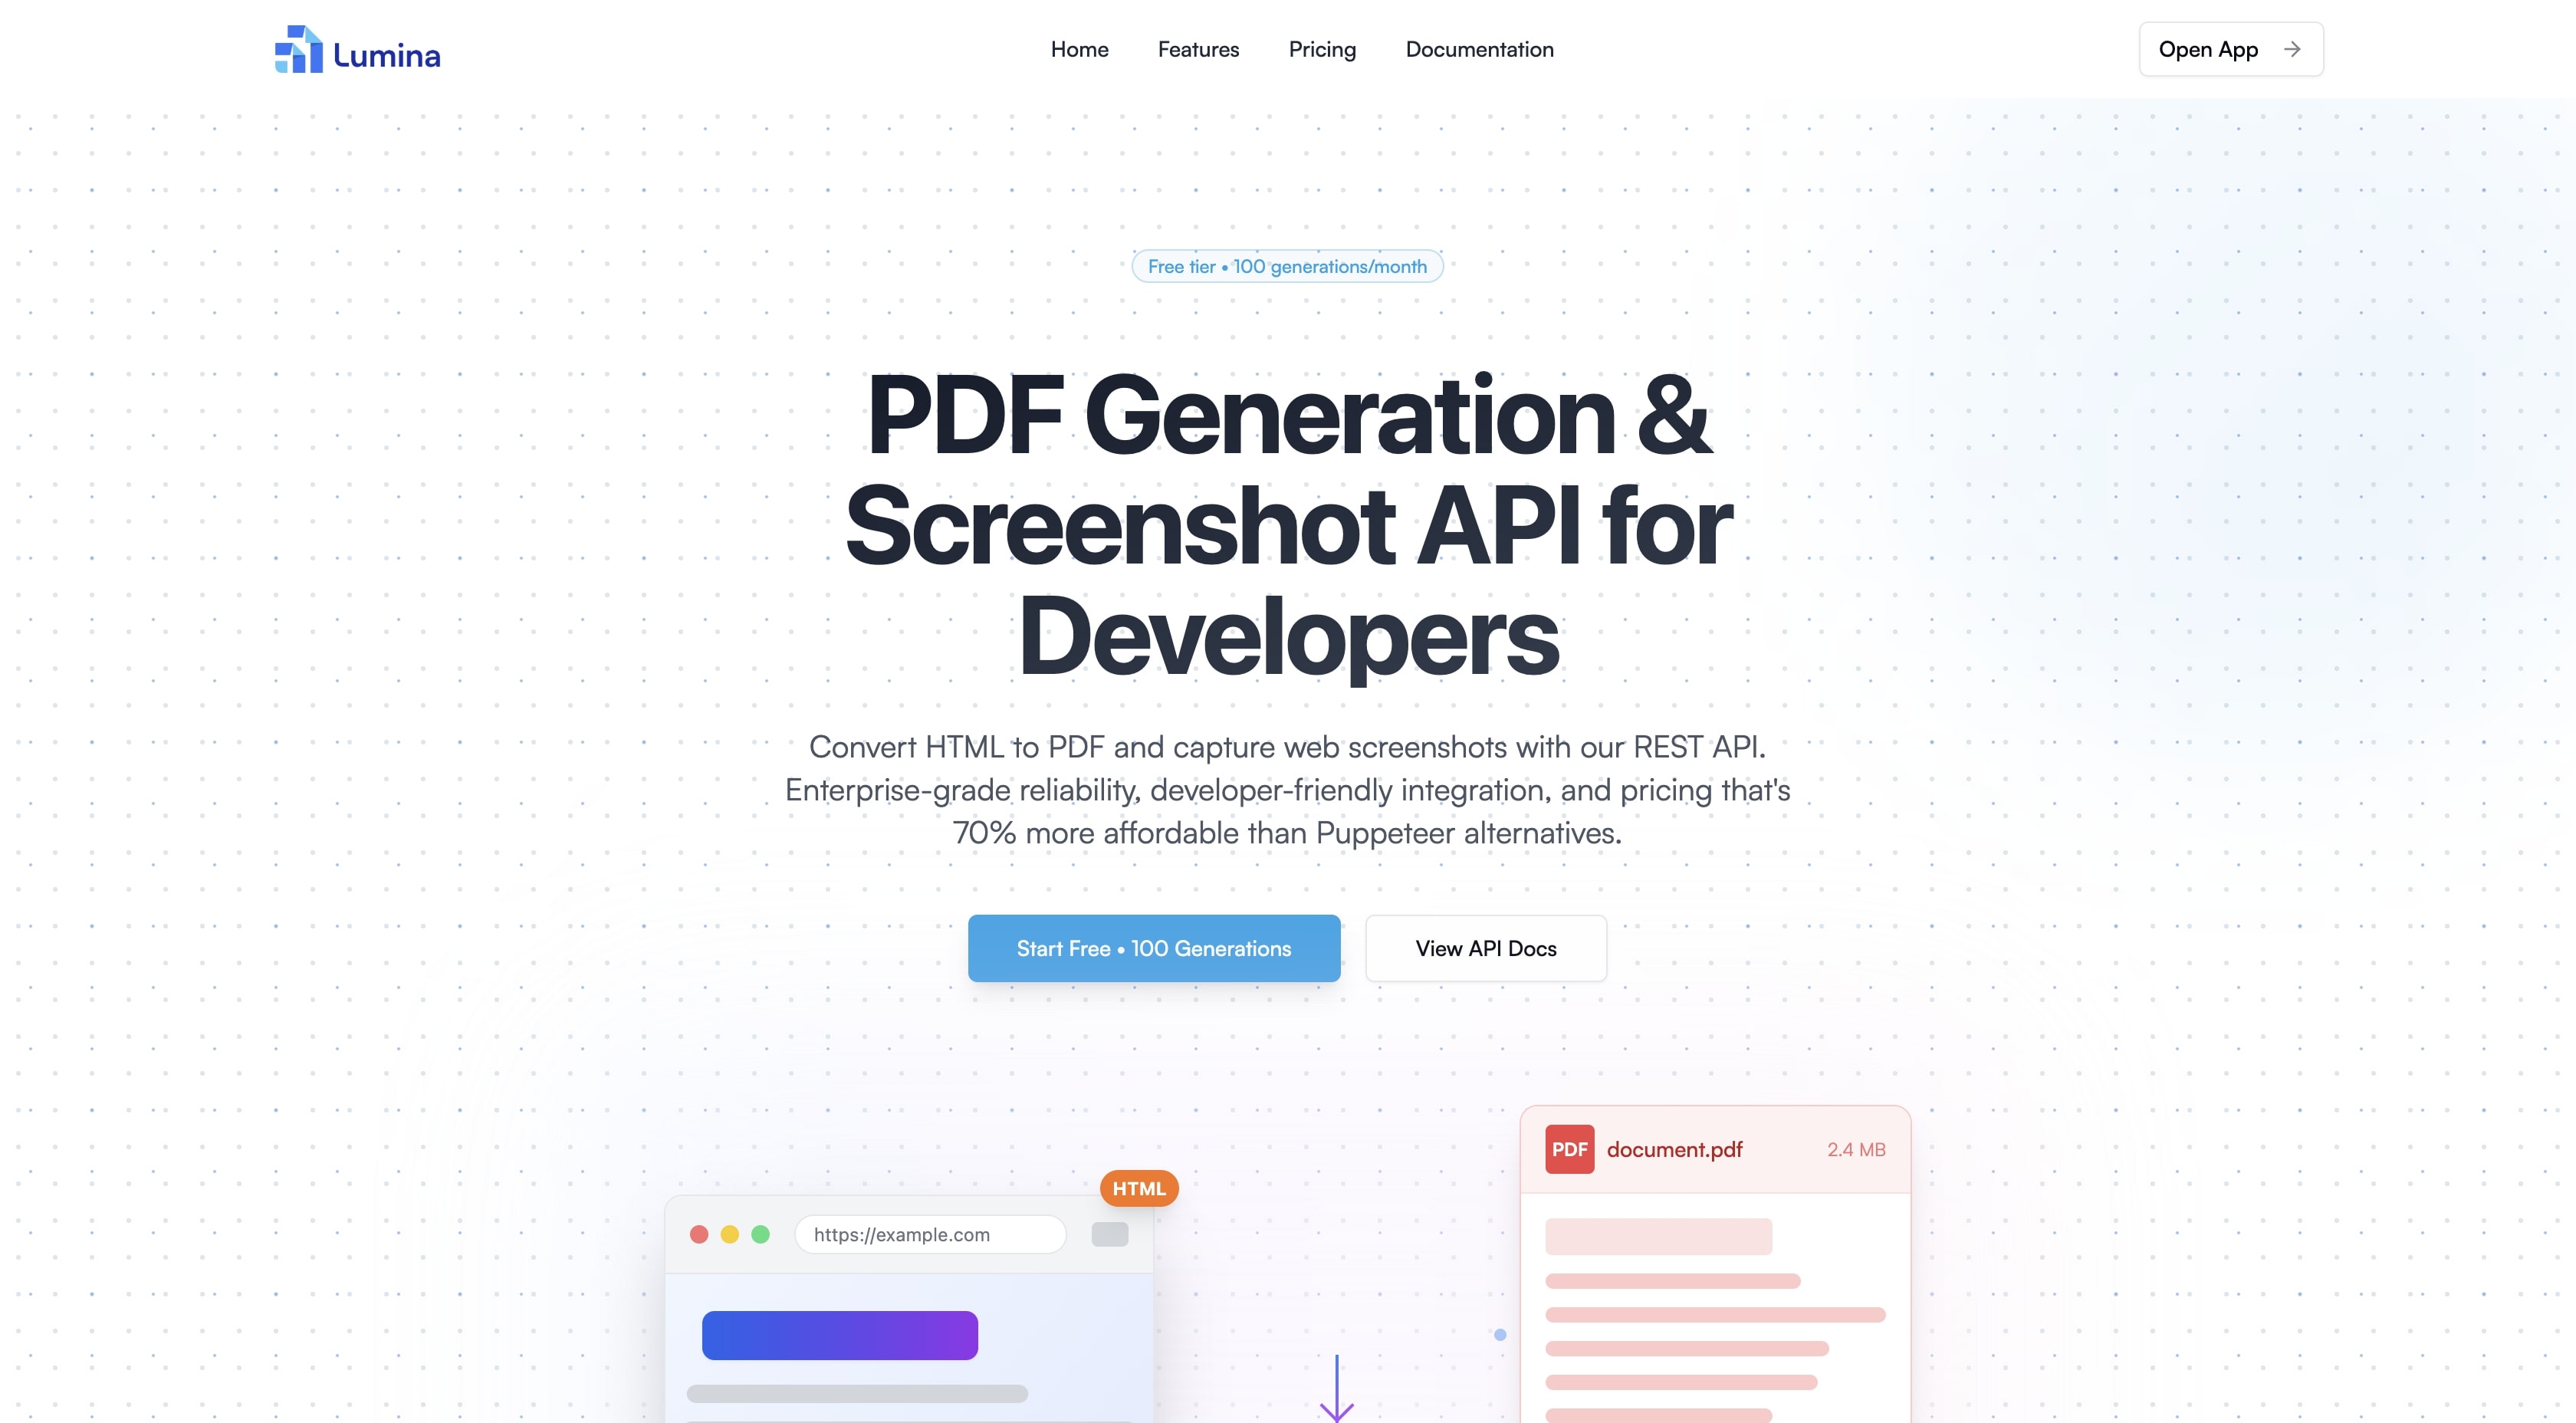 Lumina
Home Features Pricing Documentation
Open App
Free tier • 100 generations/month
PDF Generation &
Screenshot API for
Developers
Convert HTML to PDF and capture web screenshots with our REST API.
Enterprise-grade reliability, developer-friendly integration, and pricing that's
70% more affordable than Puppeteer alternatives.
Start Free • 100 Generations
View API Docs
HTML
https://example.com
PDF document.pdf 2.4 MB